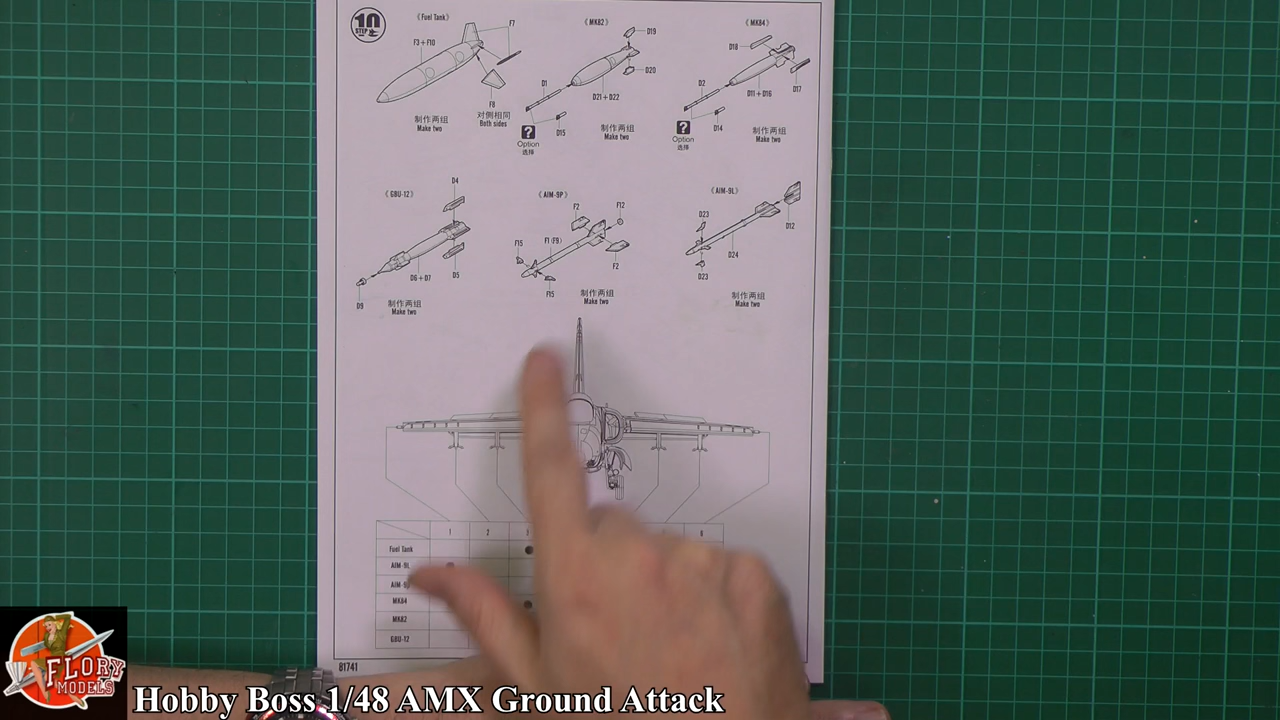 10
STEP
《Fuel Tank》
F7
F3+F10
F8
制作两组
Make two
对侧相同
Both sides
《MK82》
D19
D20
D1
D21+D22
D15
?
Option
选择
制作两组
Make two
《MK84》
D18
D17
D2
D11+D16
D14
?
Option
选择
制作两组
Make two
《GBU-12》
D4
D5
D6+D7
D9
制作两组
Make two
《AIM-9P》
F2
F12
F15
F1(F9)
F2
F15
制作两组
Make two
《AIM-9L》
D23
D12
D24
D23
制作两组
Make two
1 2 3 8
Fuel Tank
AIM-9L
MK84
MK82
GBU-12
81741
FLORY
MODELS
Hobby Boss 1/48 AMX Ground Attack